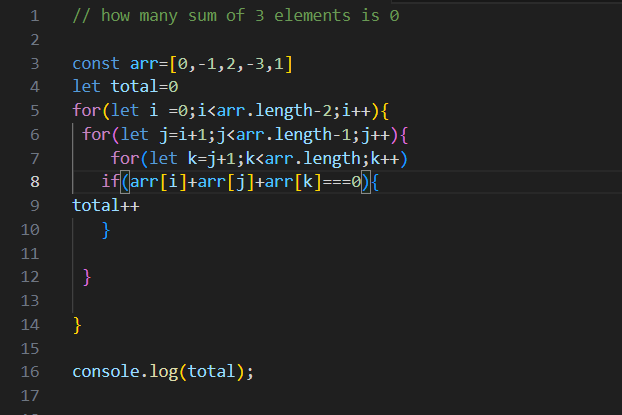 1 // how many sum of 3 elements is 0
2
3 const arr=[0,-1,2,-3,1]
4 let total=0
5 for(let i =0;i<arr.length-2;i++){
6 for(let j=i+1;j<arr.length-1;j++){
7 for(let k=j+1;k<arr.length;k++)
8 if(arr[i]+arr[j]+arr[k]===0){
9 total++
10 }
11
12 }
13
14 }
15
16 console.log(total);
17